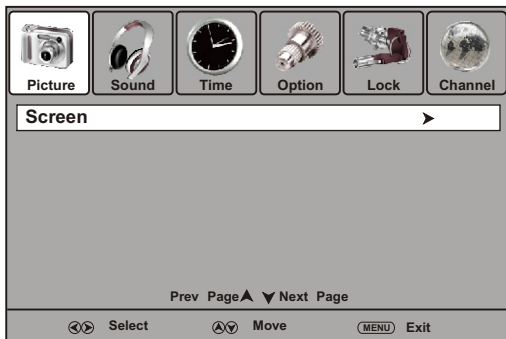 Picture Sound Time Option Lock Channel
Screen
Prev Page Next Page
Select Move MENU Exit